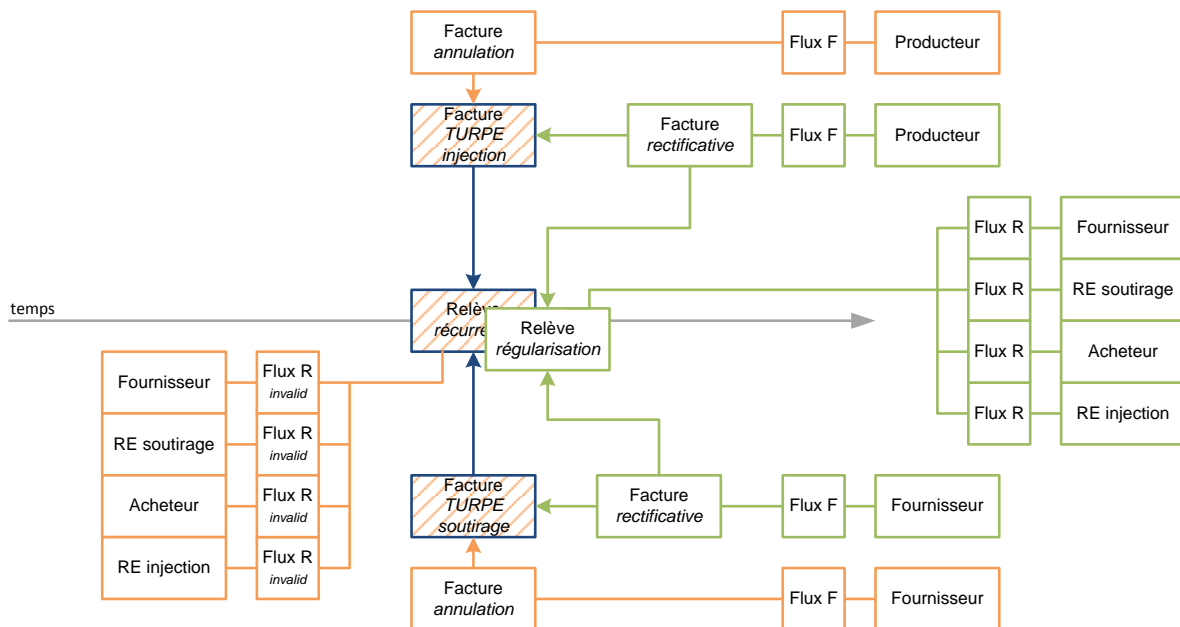 Facture
annulation
Flux F
Producteur
Facture
TURPE
injection
Facture
rectificative
Flux F
Producteur
Flux R
Fournisseur
Flux R
RE soutirage
Flux R
Acheteur
Flux R
RE injection
temps
Relève
récurre
Relève
régularisation
Fournisseur
Flux R
invalid
RE soutirage
Flux R
invalid
Acheteur
Flux R
invalid
RE injection
Flux R
invalid
Facture
TURPE
soutirage
Facture
rectificative
Flux F
Fournisseur
Facture
annulation
Flux F
Fournisseur